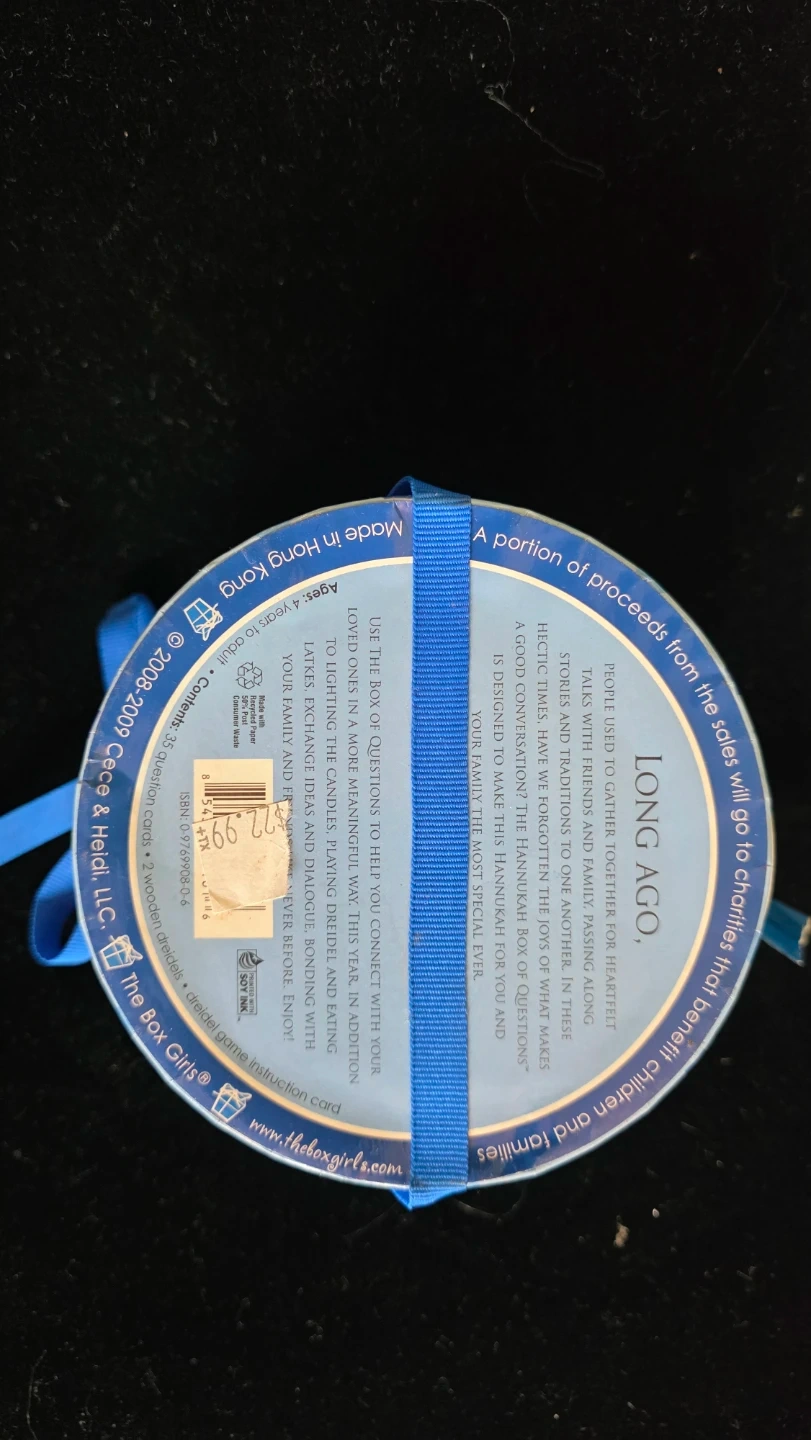 A portion of proceeds from the sales will go to charities that benefit children and families
LONG AGO,
PEOPLE USED TO GATHER TOGETHER FOR HEARTFELT
TALKS WITH FRIENDS AND FAMILY, PASSING ALONG
STORIES AND TRADITIONS TO ONE ANOTHER. IN THESE
HECTIC TIMES, HAVE WE FORGOTTEN THE JOYS OF WHAT MAKES
A GOOD CONVERSATION? THE HANNUKAH BOX OF QUESTIONS™
IS DESIGNED TO MAKE THIS HANNUKAH FOR YOU AND
YOUR FAMILY THE MOST SPECIAL EVER.
USE THE BOX OF QUESTIONS TO HELP YOU CONNECT WITH YOUR
LOVED ONES IN A MORE MEANINGFUL WAY. THIS YEAR, IN ADDITION
TO LIGHTING THE CANDLES, PLAYING DREIDEL AND EATING
LATKES, EXCHANGE IDEAS AND DIALOGUE, BONDING WITH
YOUR FAMILY AND EVER BEFORE. ENJOY!
Made with
Recycled Paper
50% Post
Consumer Waste
22.99
+TX
8 54
ISBN: 0-9769908-0-6
PRINTED WITH
SOY INK
Ages: 4 years to adult • Contents: 35 question cards • 2 wooden dreidels • dreidel game instruction card
Made in Hong Kong
© 2008-2009 Cece & Heidi, LLC.
The Box Girls®
www.theboxgirls.com